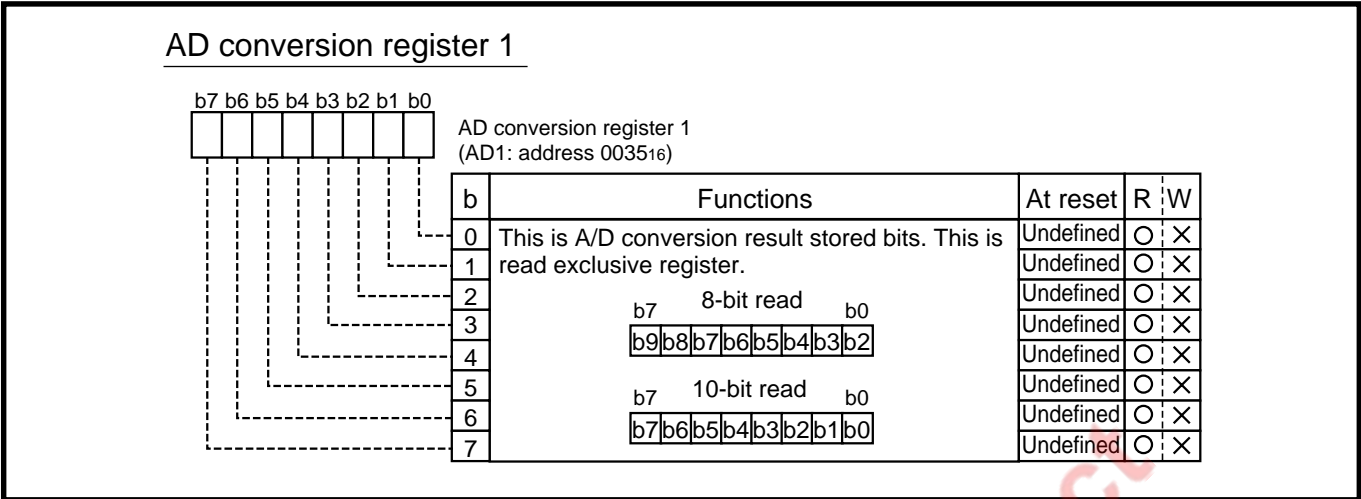 AD conversion register 1
b7 b6 b5 b4 b3 b2 b1 b0
AD conversion register 1
(AD1: address 003516)
b Functions At reset R W
0 This is A/D conversion result stored bits. This is Undefined O ×
1 read exclusive register. Undefined O ×
2 Undefined O ×
8-bit read
b7 b0
3 Undefined O ×
b9 b8 b7 b6 b5 b4 b3 b2
4 Undefined O ×
5 Undefined O ×
10-bit read
b7 b0
6 Undefined O ×
b7 b6 b5 b4 b3 b2 b1 b0
7 Undefined O ×
ct